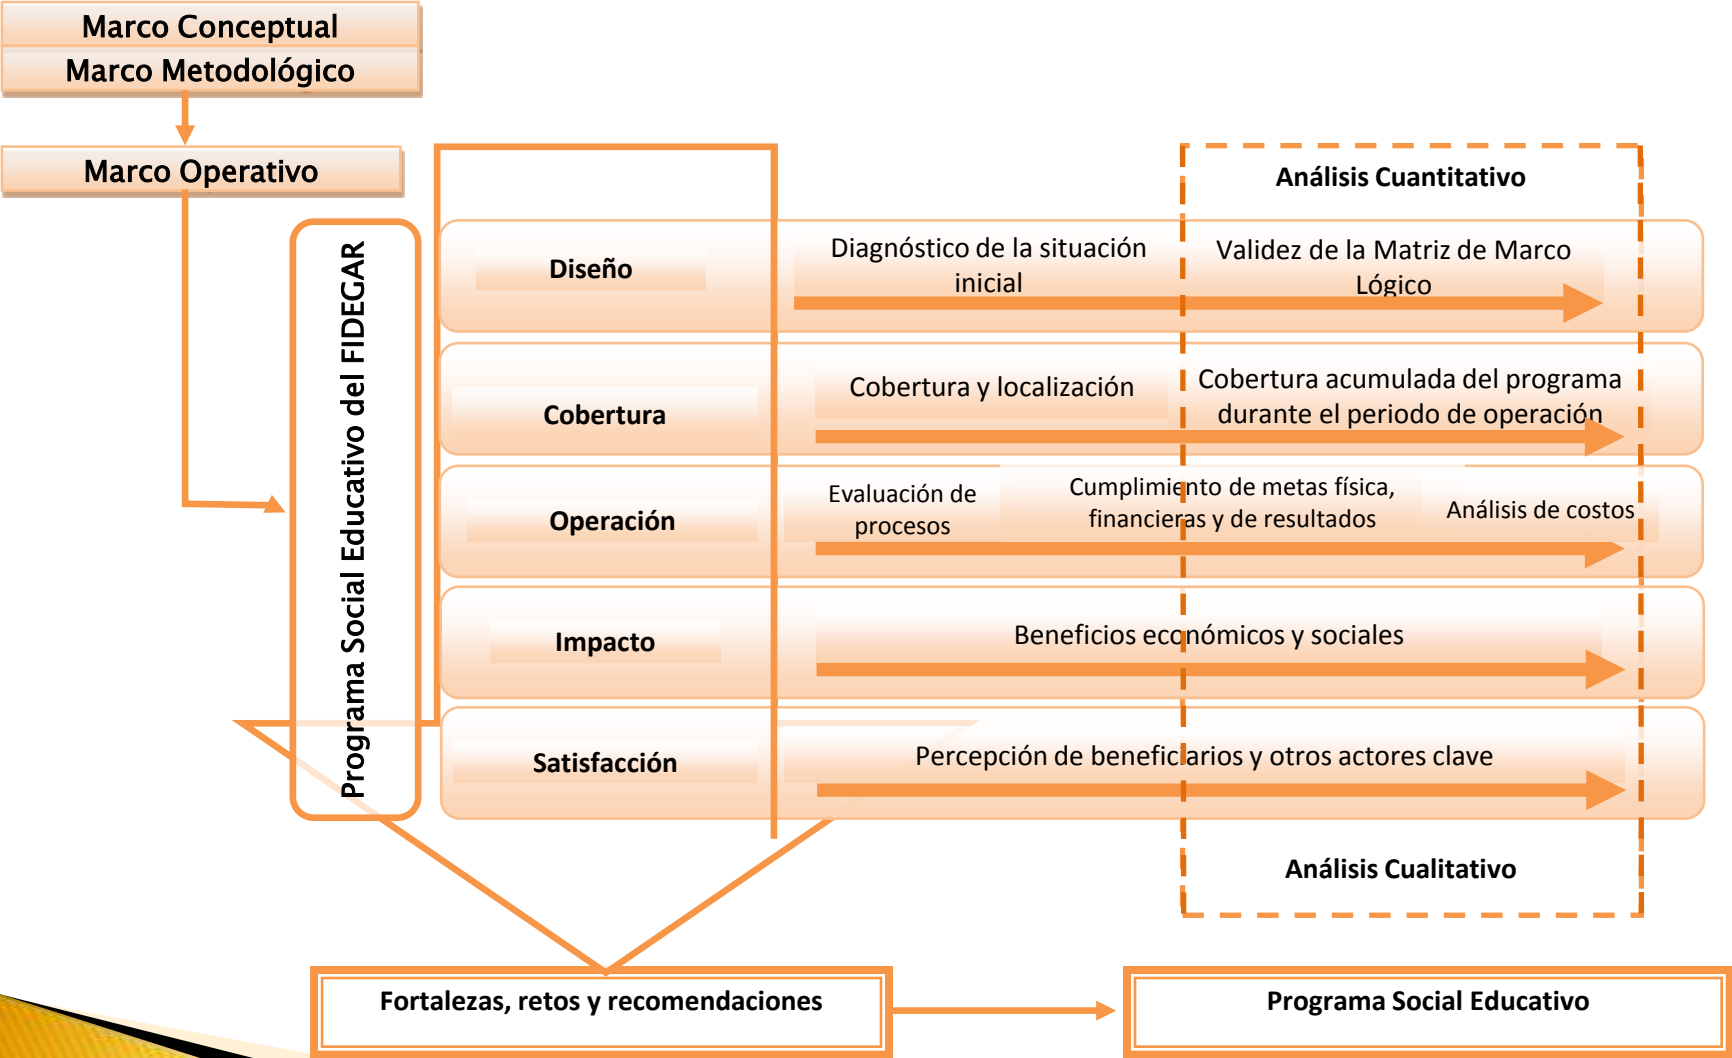 Marco Conceptual
Marco Metodológico
Marco Operativo
Programa Social Educativo del FIDEGAR
Análisis Cuantitativo
Diseño
Diagnóstico de la situación
inicial
Validez de la Matriz de Marco
Lógico
Cobertura
Cobertura y localización
Cobertura acumulada del programa
durante el periodo de operación
Operación
Evaluación de
procesos
Cumplimiento de metas física,
financieras y de resultados
Análisis de costos
Impacto
Beneficios económicos y sociales
Satisfacción
Percepción de beneficiarios y otros actores clave
Análisis Cualitativo
Fortalezas, retos y recomendaciones
Programa Social Educativo